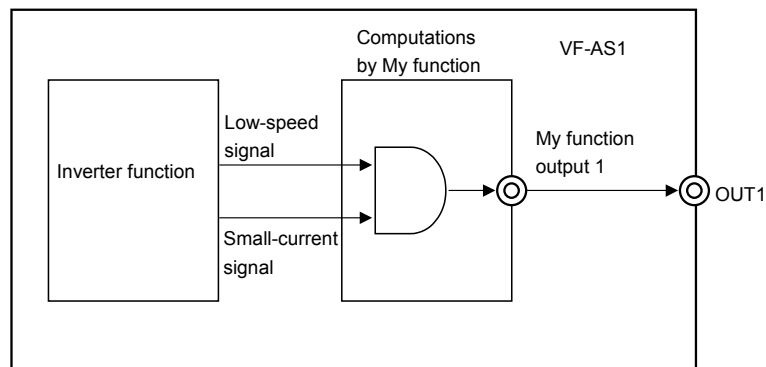 Computations
by My function
VF-AS1
Low-speed
signal
My function
output 1
Inverter function
OUT1
Small-current
signal